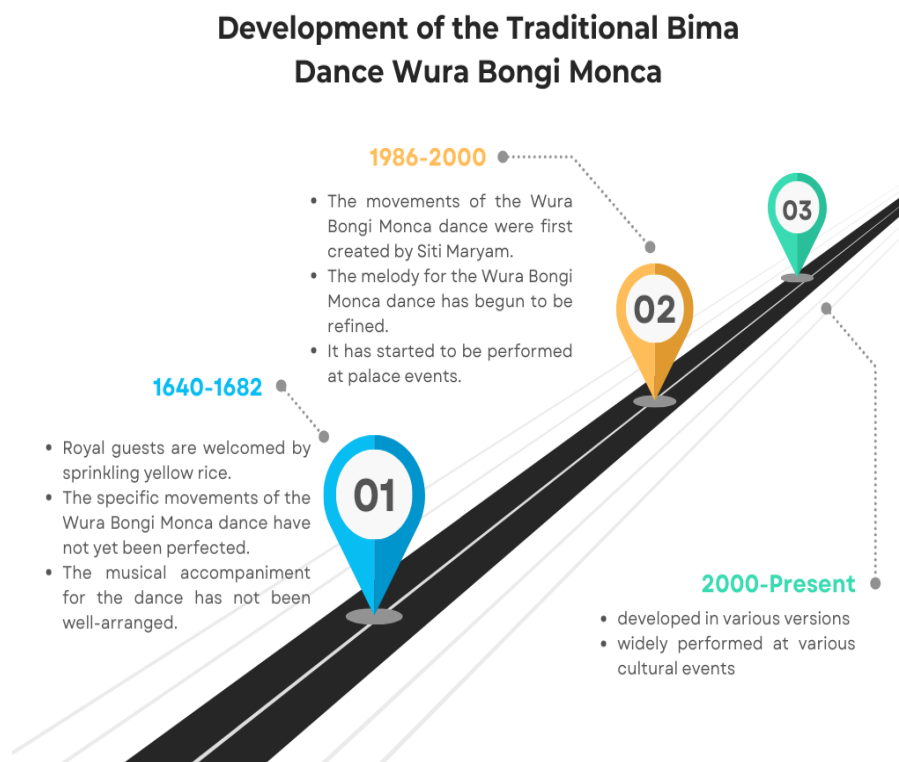 Development of the Traditional Bima
Dance Wura Bongi Monca
1986-2000
• The movements of the Wura
Bongi Monca dance were first
created by Siti Maryam.
• The melody for the Wura Bongi
Monca dance has begun to be
refined.
• It has started to be performed
at palace events.
03
02
1640-1682
• Royal guests are welcomed by
sprinkling yellow rice.
• The specific movements of the
Wura Bongi Monca dance have
not yet been perfected.
• The musical accompaniment
for the dance has not been
well-arranged.
01
2000-Present
• developed in various versions
• widely performed at various
cultural events